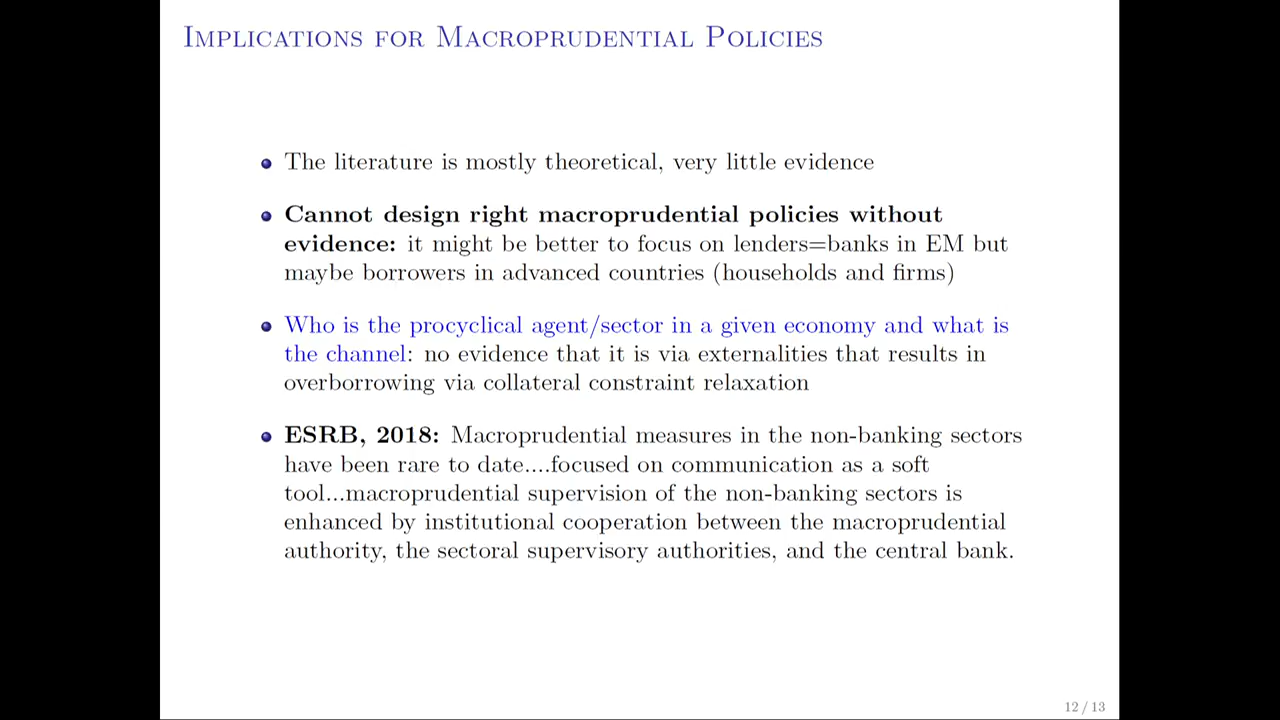 Implications for Macroprudential Policies
The literature is mostly theoretical, very little evidence
Cannot design right macroprudential policies without
evidence: it might be better to focus on lenders=banks in EM but
maybe borrowers in advanced countries (households and firms)
Who is the procyclical agent/sector in a given economy and what is
the channel: no evidence that it is via externalities that results in
overborrowing via collateral constraint relaxation
ESRB, 2018: Macroprudential measures in the non-banking sectors
have been rare to date....focused on communication as a soft
tool...macroprudential supervision of the non-banking sectors is
enhanced by institutional cooperation between the macroprudential
authority, the sectoral supervisory authorities, and the central bank.
12 / 13